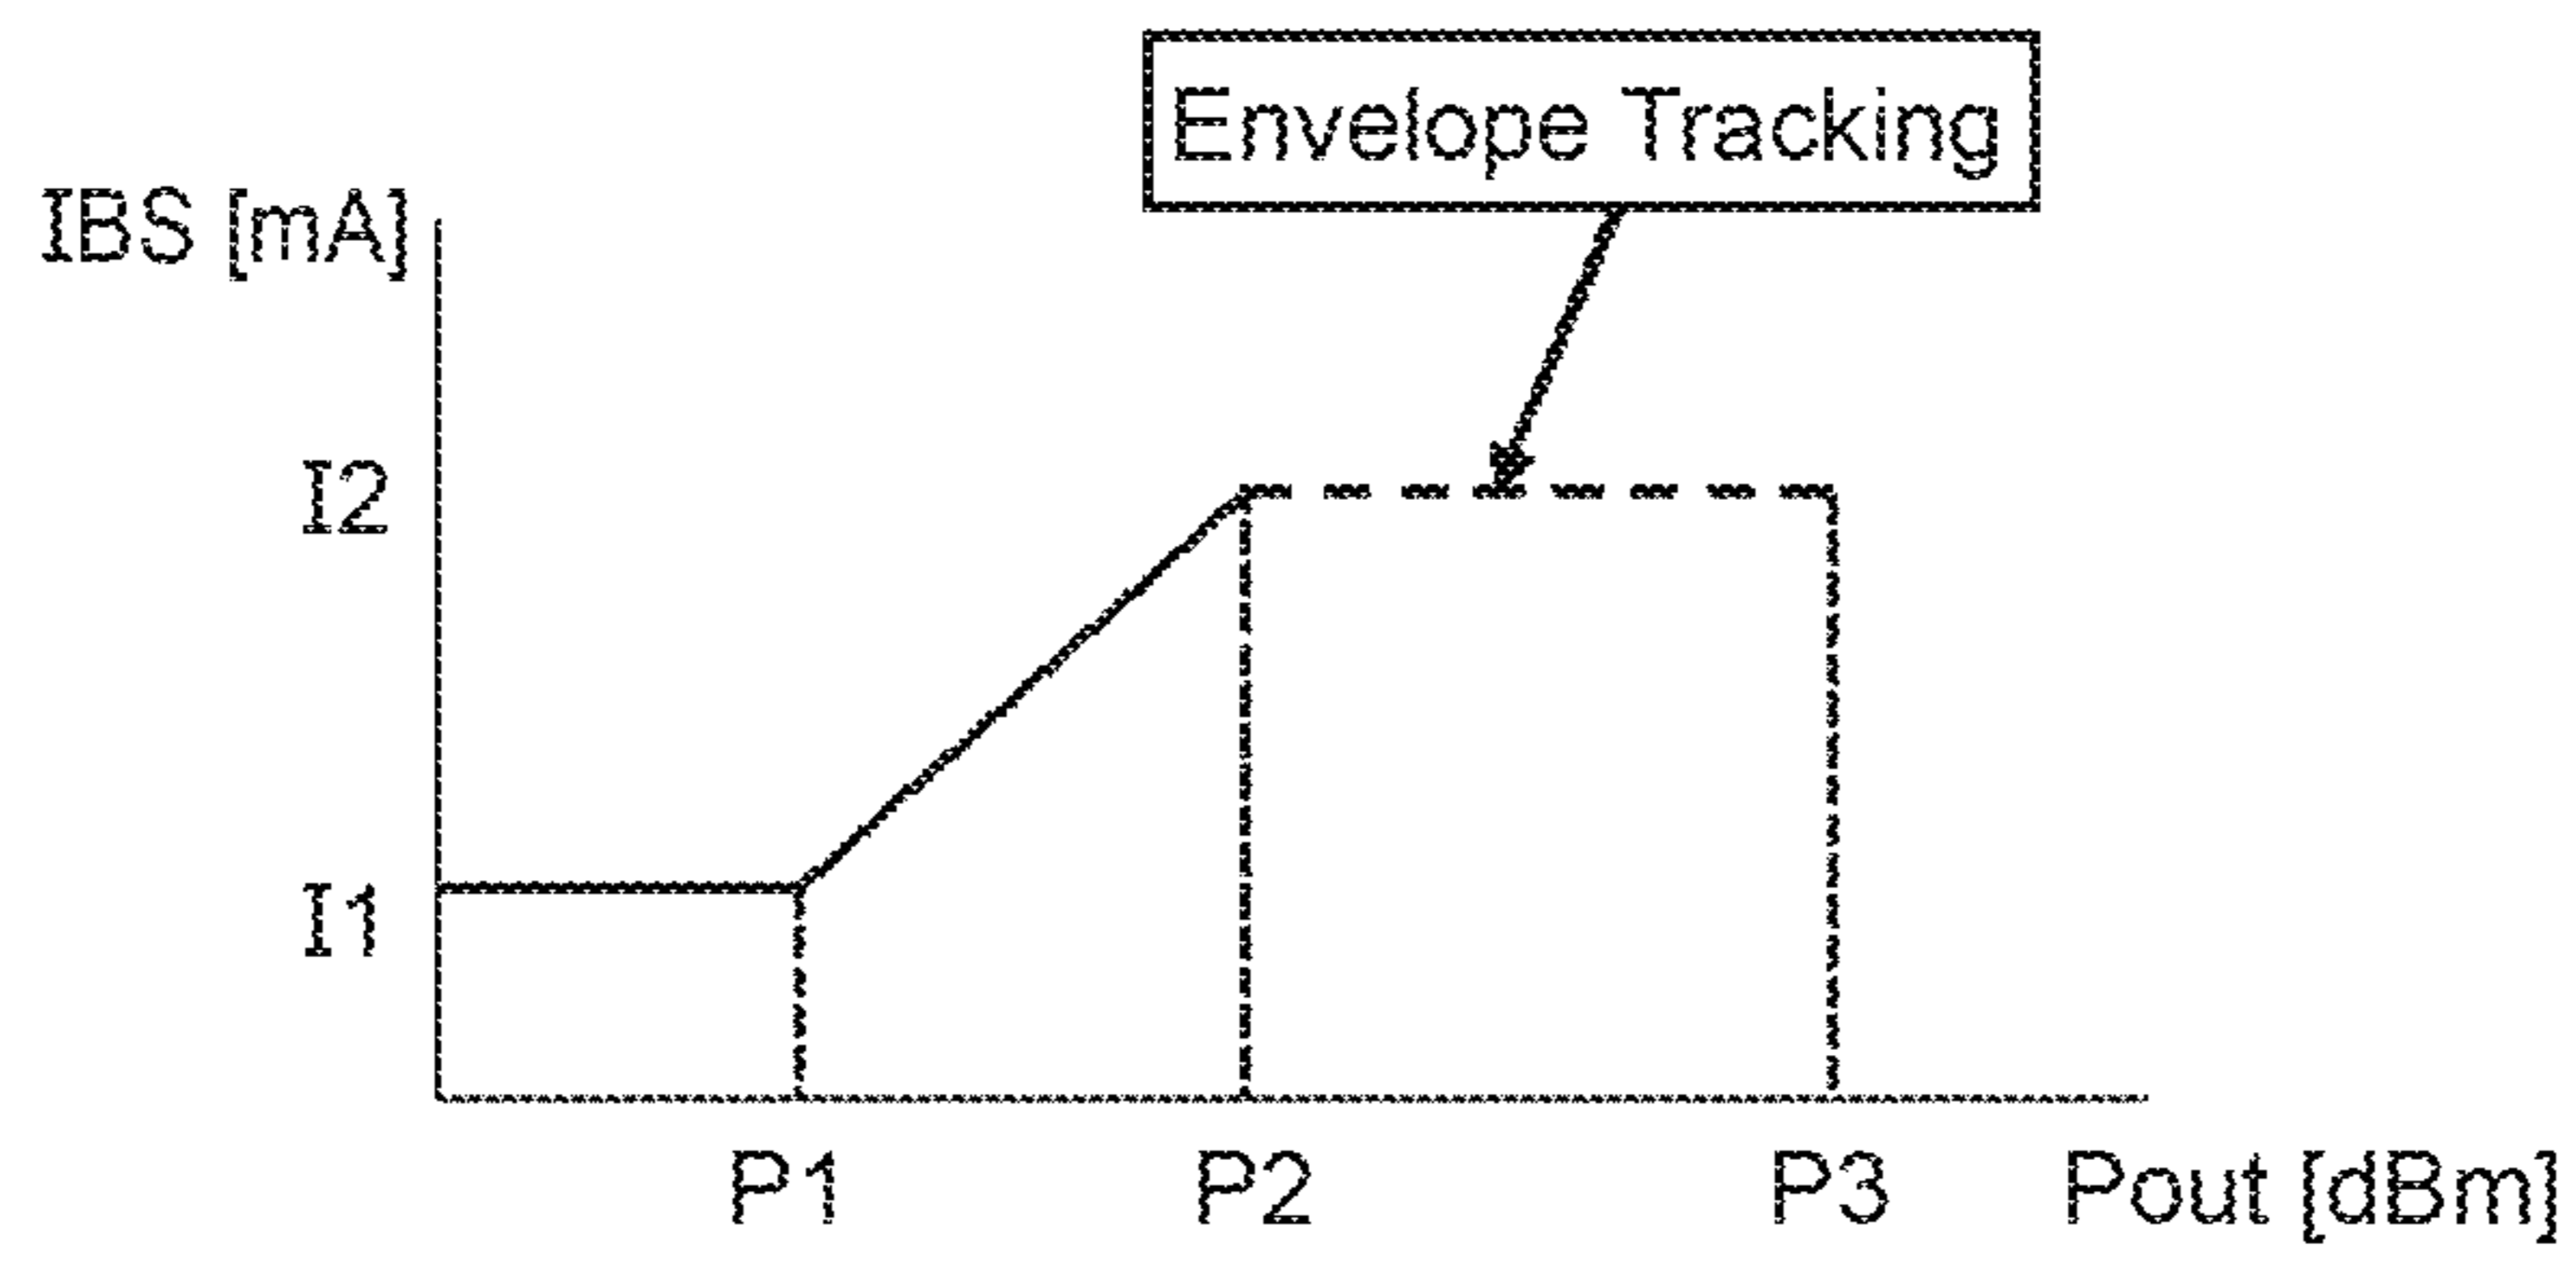 Envelope Tracking
IBS [mA]
I2
I1
P1 P2 P3 Pout [dBm]